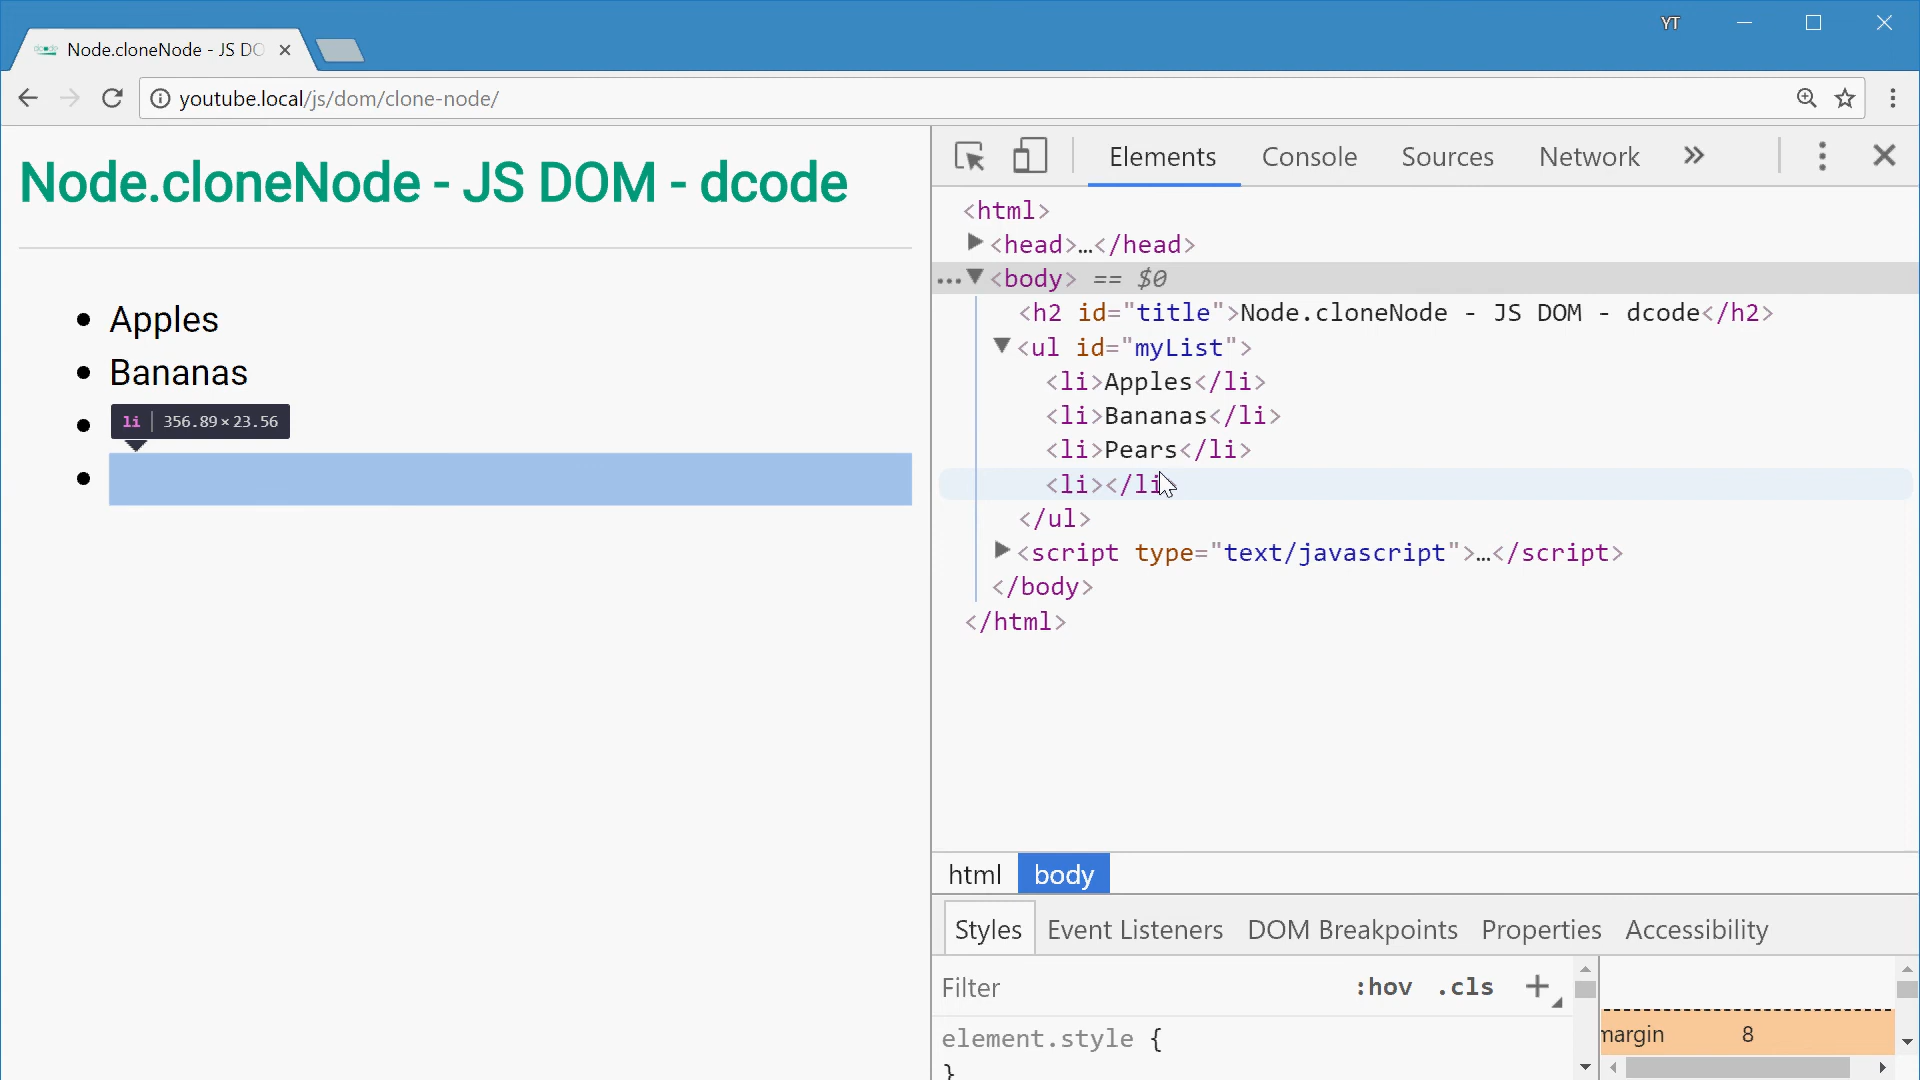 YT
Node.cloneNode - JS DO
youtube.local/js/dom/clone-node/
Node.cloneNode - JS DOM - dcode
Apples
Bananas
li 356.89×23.56
Elements Console Sources Network »
<html>
<head>…</head>
<body> == $0
<h2 id="title">Node.cloneNode - JS DOM - dcode</h2>
<ul id="myList">
<li>Apples</li>
<li>Bananas</li>
<li>Pears</li>
<li></li
</ul>
<script type="text/javascript">…</script>
</body>
</html>
html body
Styles Event Listeners DOM Breakpoints Properties Accessibility
Filter :hov .cls +
element.style {
}
margin 8